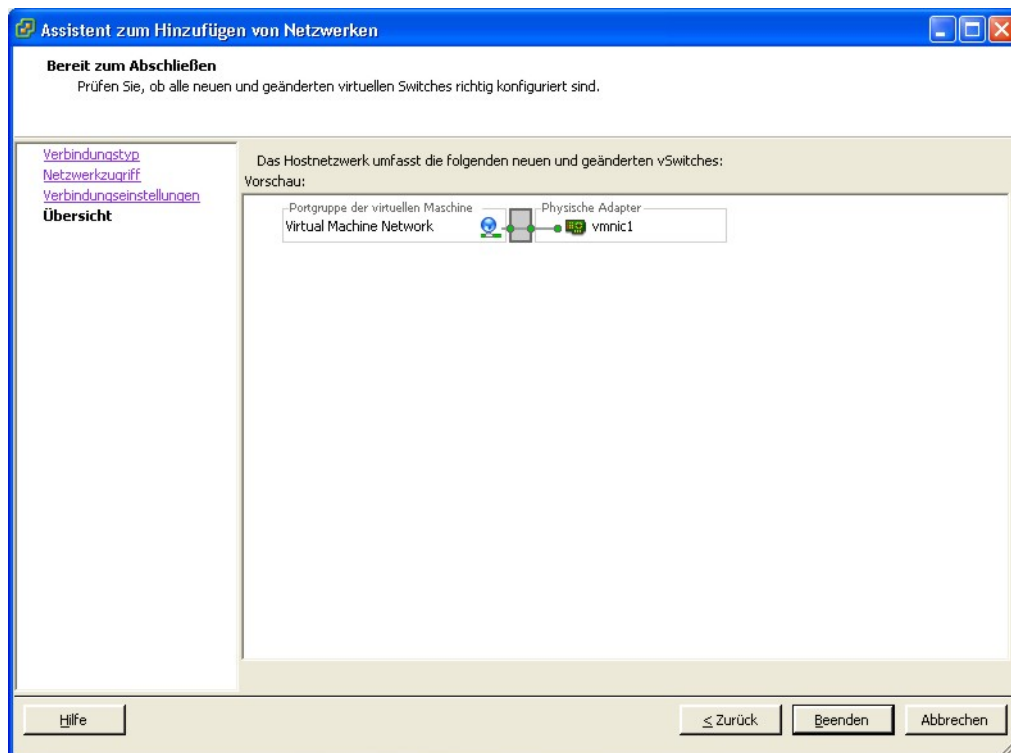 Assistent zum Hinzufügen von Netzwerken
Bereit zum Abschließen
Prüfen Sie, ob alle neuen und geänderten virtuellen Switches richtig konfiguriert sind.
Verbindungstyp
Netzwerkzugriff
Verbindungseinstellungen
Übersicht
Das Hostnetzwerk umfasst die folgenden neuen und geänderten vSwitches:
Vorschau:
Portgruppe der virtuellen Maschine
Physische Adapter
Virtual Machine Network
vmnic1
Hilfe
< Zurück
Beenden
Abbrechen